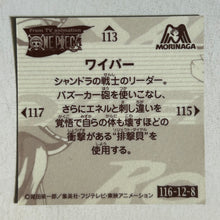 From TV animation
ONE PIECE
113
MORINAGA
ワイパー
シャンドラの戦士のリーダー。
バズーカー砲を使いこなし、
さらにエネルと刺し違いを
覚悟で自らの体も壊すほどの
衝撃がある"排撃貝"を
使用する。
117
115
116-12-8
©尾田栄一郎／集英社・フジテレビ・東映アニメーション